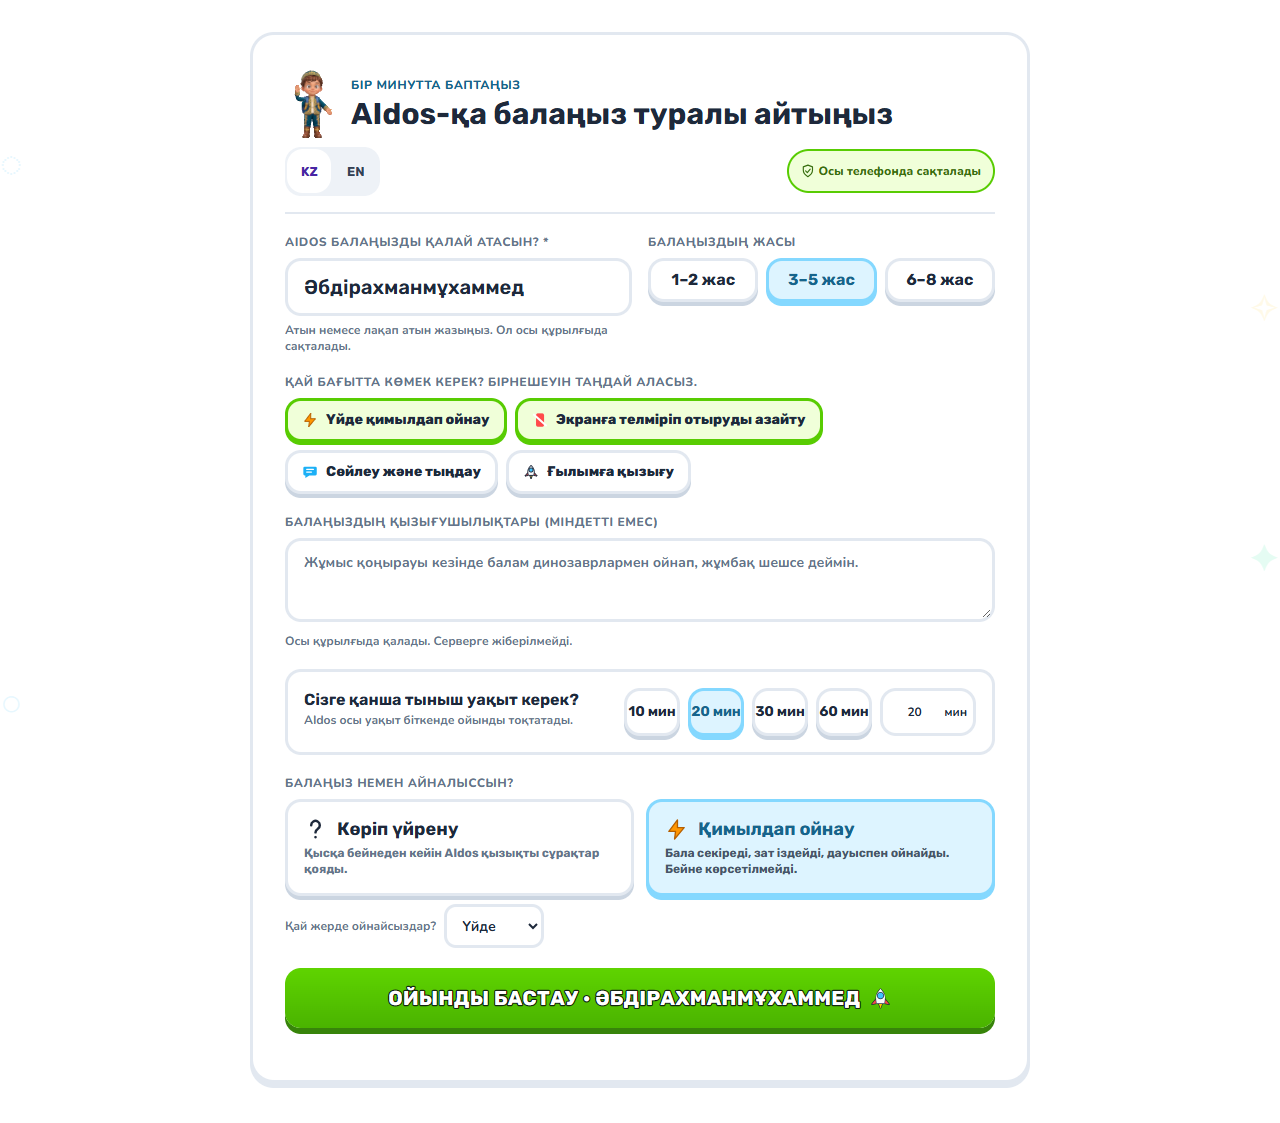 БІР МИНУТТА БАПТАҢЫЗ
AIdos-қа балаңыз туралы айтыңыз
KZ
EN
Осы телефонда сақталады
AIDOS БАЛАҢЫЗДЫ ҚАЛАЙ АТАСЫН? *
БАЛАҢЫЗДЫҢ ЖАСЫ
Әбдірахманмұхаммед
1–2 жас
3–5 жас
6–8 жас
Атын немесе лақап атын жазыңыз. Ол осы құрылғыда
сақталады.
ҚАЙ БАҒЫТТА КӨМЕК КЕРЕК? БІРНЕШЕУІН ТАҢДАЙ АЛАСЫЗ.
Үйде қимылдап ойнау
Экранға телміріп отыруды азайту
Сөйлеу және тыңдау
Ғылымға қызығу
БАЛАҢЫЗДЫҢ ҚЫЗЫҒУШЫЛЫҚТАРЫ (МІНДЕТТІ ЕМЕС)
Жұмыс қоңырауы кезінде балам динозаврлармен ойнап, жұмбақ шешсе деймін.
Осы құрылғыда қалады. Серверге жіберілмейді.
Сізге қанша тыныш уақыт керек?
AIdos осы уақыт біткенде ойынды тоқтатады.
10 мин
20 мин
30 мин
60 мин
20 мин
БАЛАҢЫЗ НЕМЕН АЙНАЛЫССЫН?
Көріп үйрену
Қысқа бейнеден кейін AIdos қызықты сұрақтар
қояды.
Қимылдап ойнау
Бала секіреді, зат іздейді, дауыспен ойнайды.
Бейне көрсетілмейді.
Қай жерде ойнайсыздар?
Үйде
ОЙЫНДЫ БАСТАУ • ӘБДІРАХМАНМҰХАММЕД